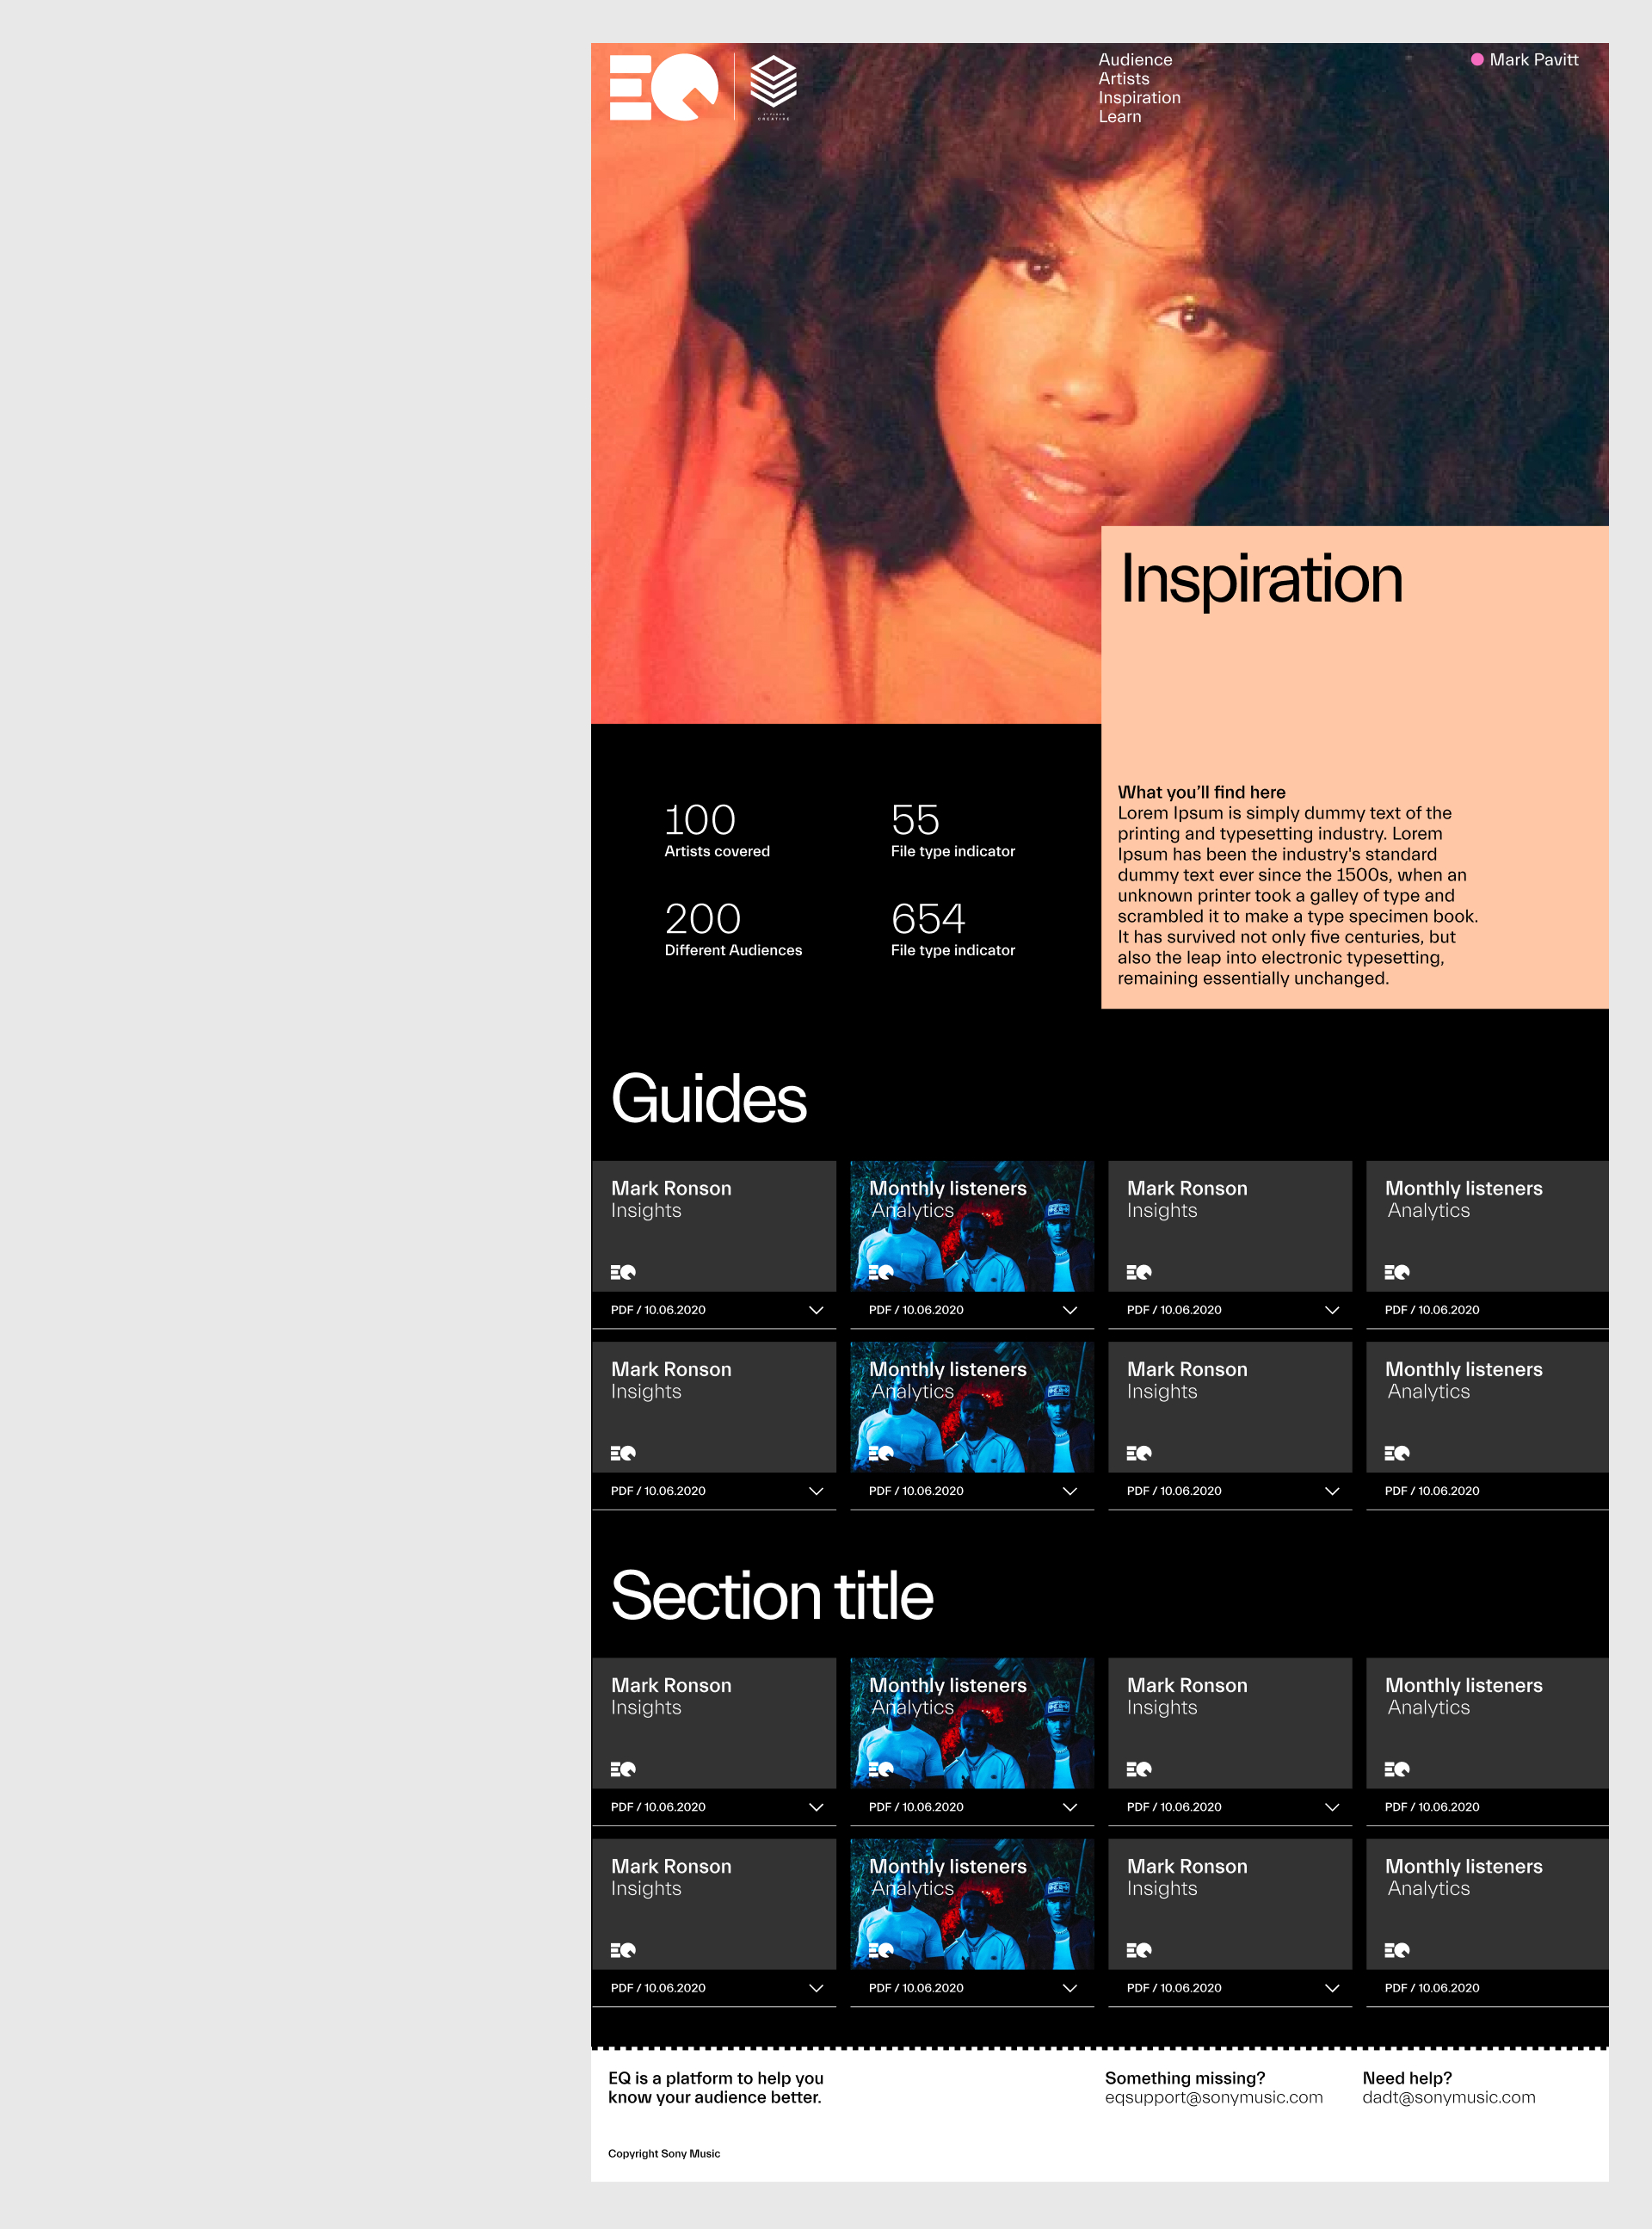 EQ
CREATIVE
Audience
Artists
Inspiration
Learn
Mark Pavitt
Inspiration
100
Artists covered
55
File type indicator
200
Different Audiences
654
File type indicator
What you’ll find here
Lorem Ipsum is simply dummy text of the
printing and typesetting industry. Lorem
Ipsum has been the industry's standard
dummy text ever since the 1500s, when an
unknown printer took a galley of type and
scrambled it to make a type specimen book.
It has survived not only five centuries, but
also the leap into electronic typesetting,
remaining essentially unchanged.
Guides
Mark Ronson
Insights
EQ
PDF / 10.06.2020
Monthly listeners
Analytics
EQ
PDF / 10.06.2020
Mark Ronson
Insights
EQ
PDF / 10.06.2020
Monthly listeners
Analytics
EQ
PDF / 10.06.2020
Mark Ronson
Insights
EQ
PDF / 10.06.2020
Monthly listeners
Analytics
EQ
PDF / 10.06.2020
Mark Ronson
Insights
EQ
PDF / 10.06.2020
Monthly listeners
Analytics
EQ
PDF / 10.06.2020
Section title
Mark Ronson
Insights
EQ
PDF / 10.06.2020
Monthly listeners
Analytics
EQ
PDF / 10.06.2020
Mark Ronson
Insights
EQ
PDF / 10.06.2020
Monthly listeners
Analytics
EQ
PDF / 10.06.2020
Mark Ronson
Insights
EQ
PDF / 10.06.2020
Monthly listeners
Analytics
EQ
PDF / 10.06.2020
Mark Ronson
Insights
EQ
PDF / 10.06.2020
Monthly listeners
Analytics
EQ
PDF / 10.06.2020
EQ is a platform to help you
know your audience better.
Something missing?
eqsupport@sonymusic.com
Need help?
dadt@sonymusic.com
Copyright Sony Music